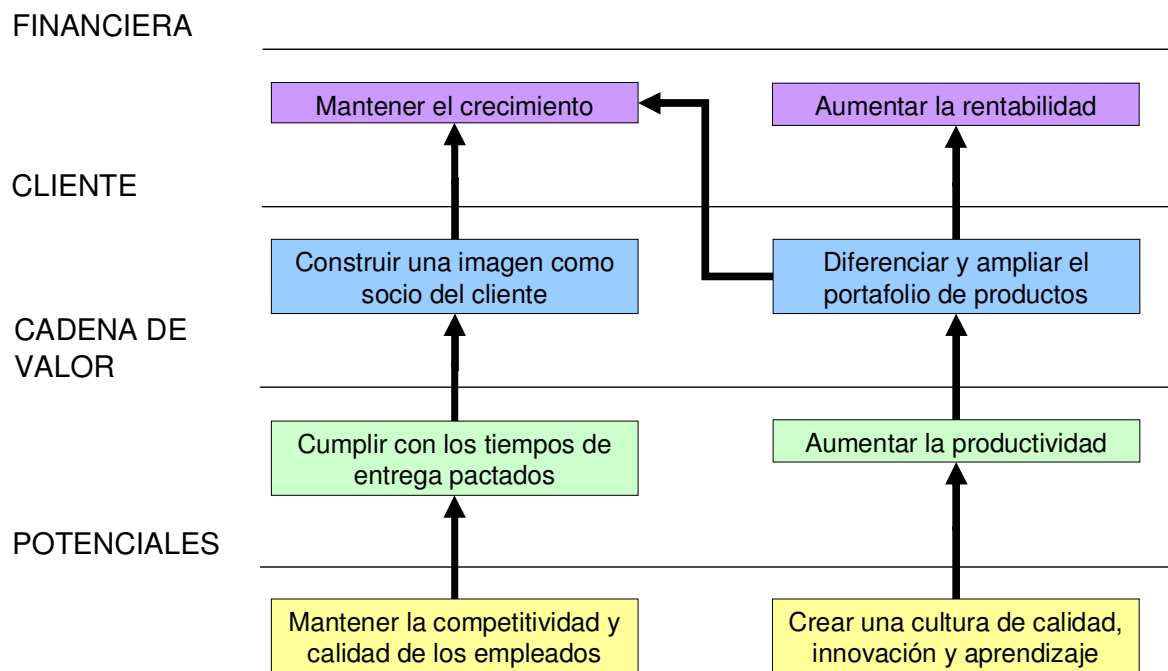 FINANCIERA
Mantener el crecimiento
Aumentar la rentabilidad
CLIENTE
Construir una imagen como
socio del cliente
Diferenciar y ampliar el
portafolio de productos
CADENA DE
VALOR
Cumplir con los tiempos de
entrega pactados
Aumentar la productividad
POTENCIALES
Mantener la competitividad y
calidad de los empleados
Crear una cultura de calidad,
innovación y aprendizaje